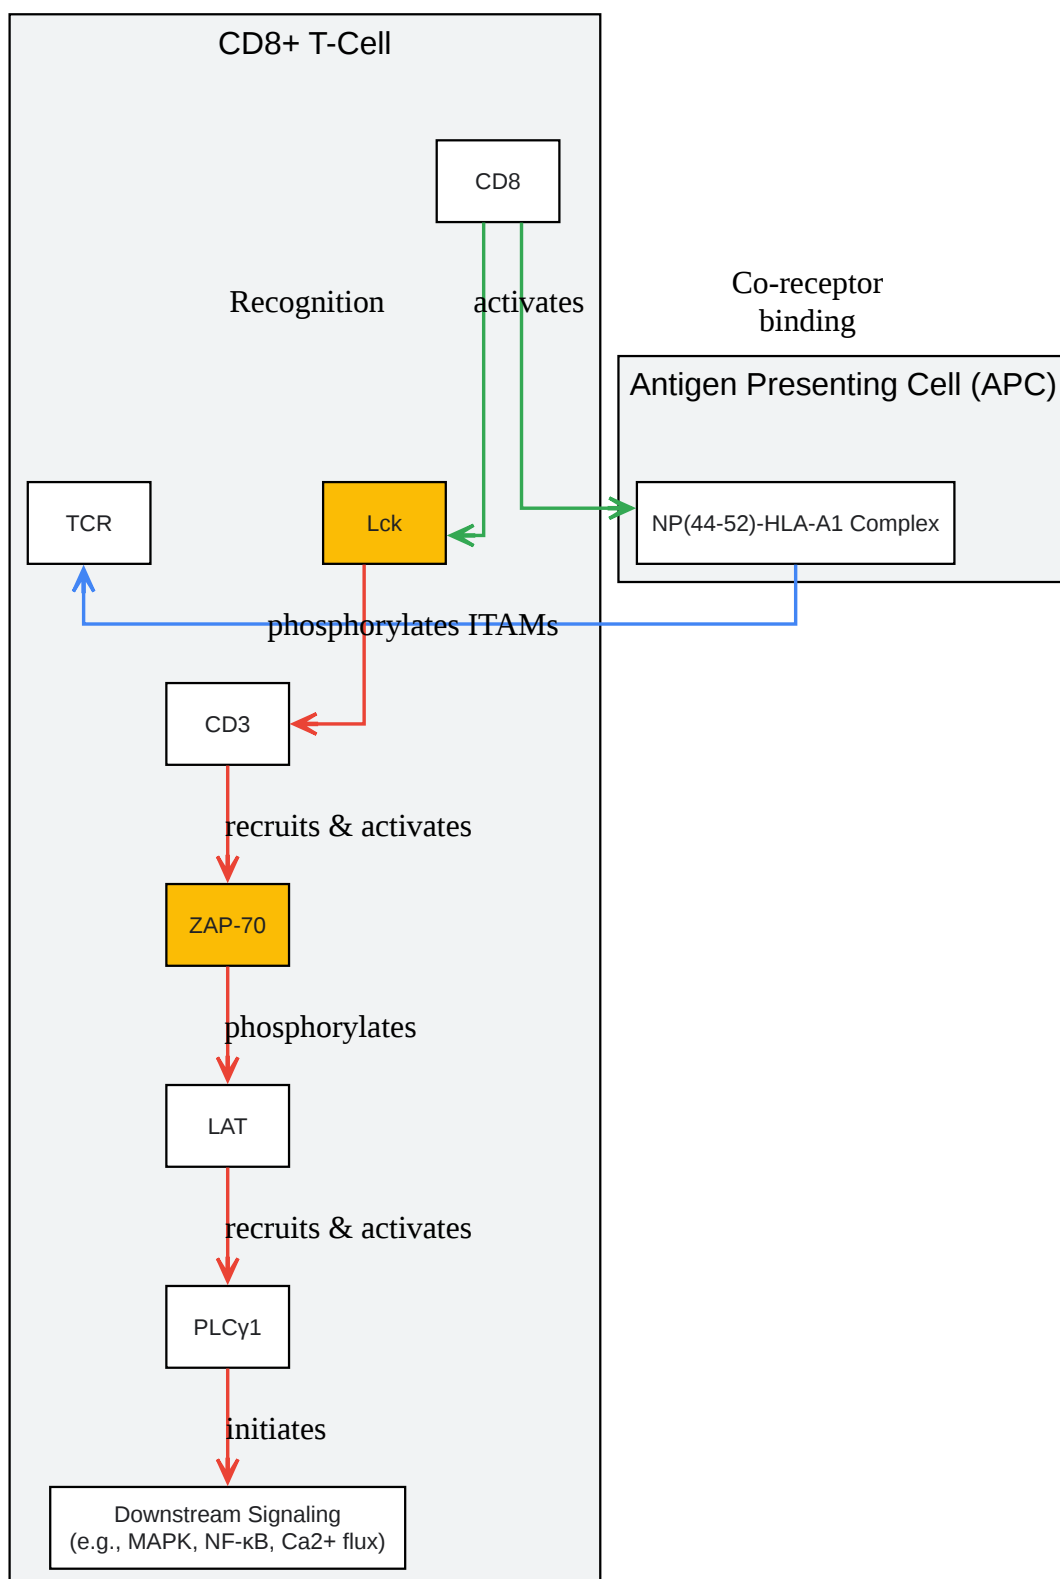 CD8+ T-Cell
CD8
Recognition
activates
Co-receptor
binding
Antigen Presenting Cell (APC)
TCR
Lck
NP(44-52)-HLA-A1 Complex
phosphorylates ITAMs
CD3
recruits & activates
ZAP-70
phosphorylates
LAT
recruits & activates
PLCγ1
initiates
Downstream Signaling
(e.g., MAPK, NF-κB, Ca2+ flux)